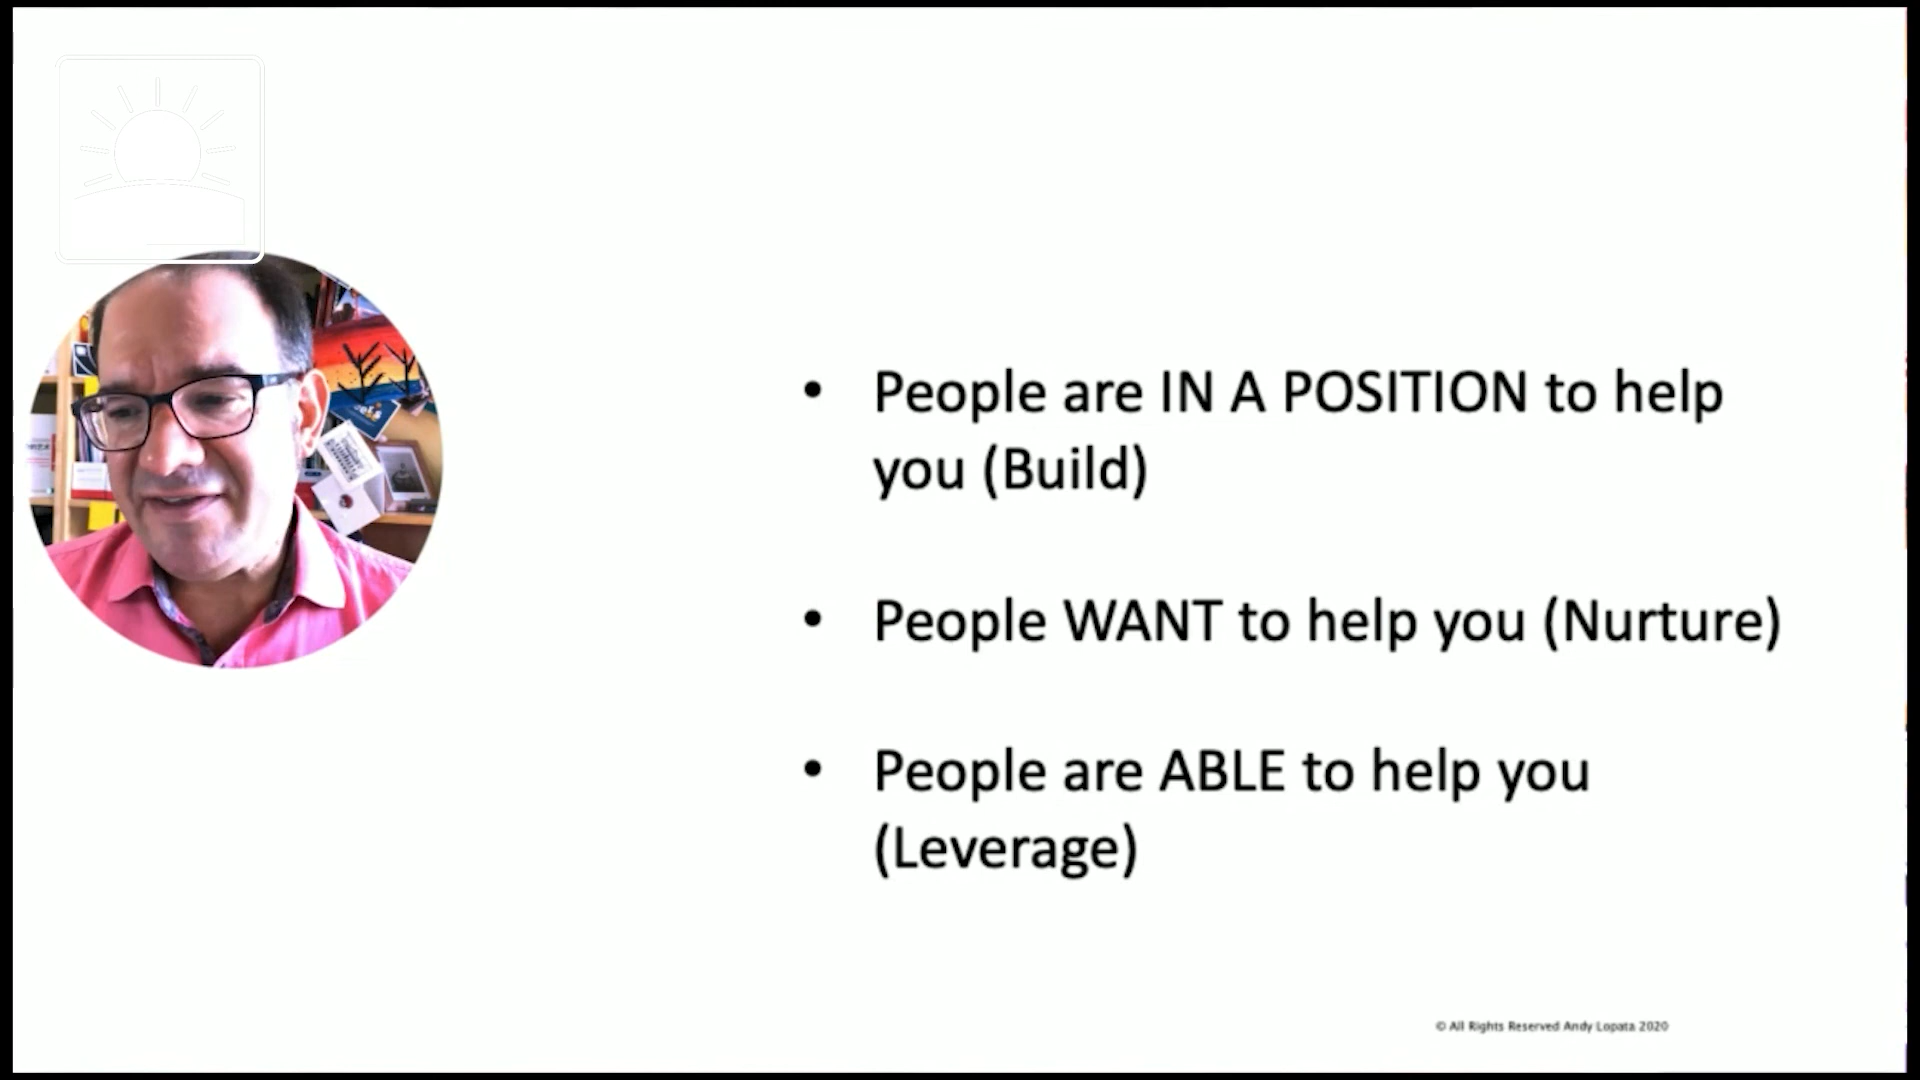 • People are IN A POSITION to help
you (Build)
• People WANT to help you (Nurture)
• People are ABLE to help you
(Leverage)
© All Rights Reserved Andy Lopata 2020